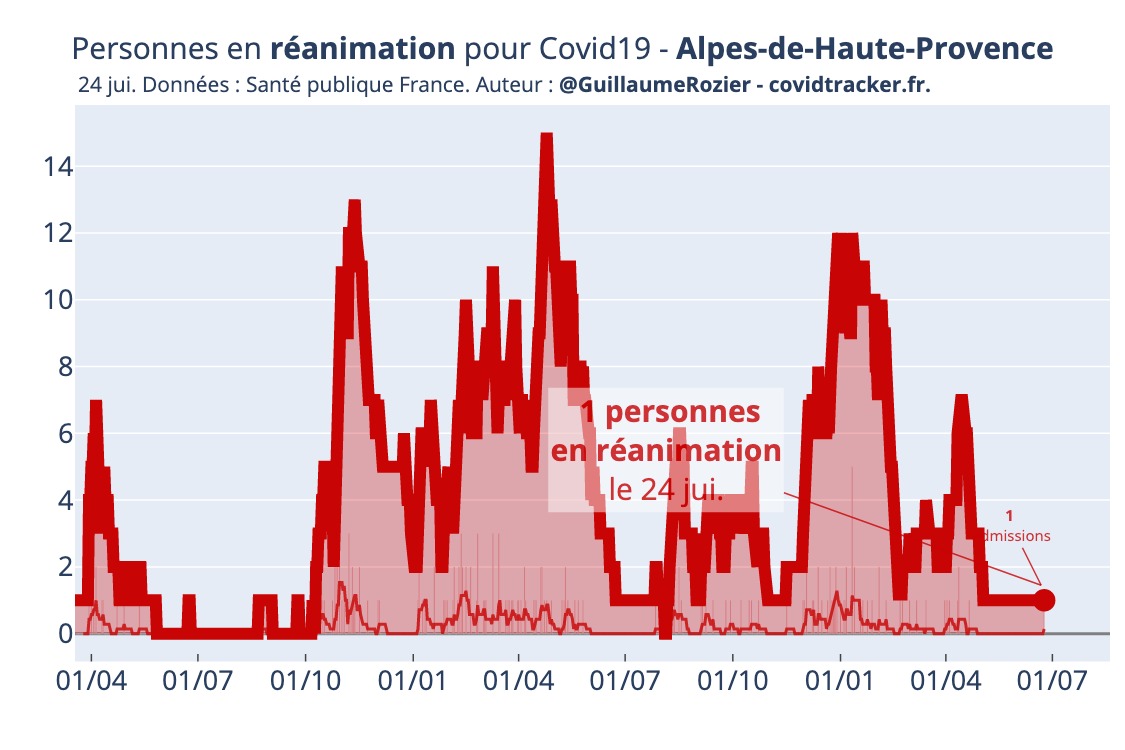 Personnes en réanimation pour Covid19 - Alpes-de-Haute-Provence
24 jui. Données : Santé publique France. Auteur : @GuillaumeRozier - covidtracker.fr.
14
12
10
8
6
4
2
0
1 personnes
en réanimation
le 24 jui.
1
dmissions
01/04 01/07 01/10 01/01 01/04 01/07 01/10 01/01 01/04 01/07